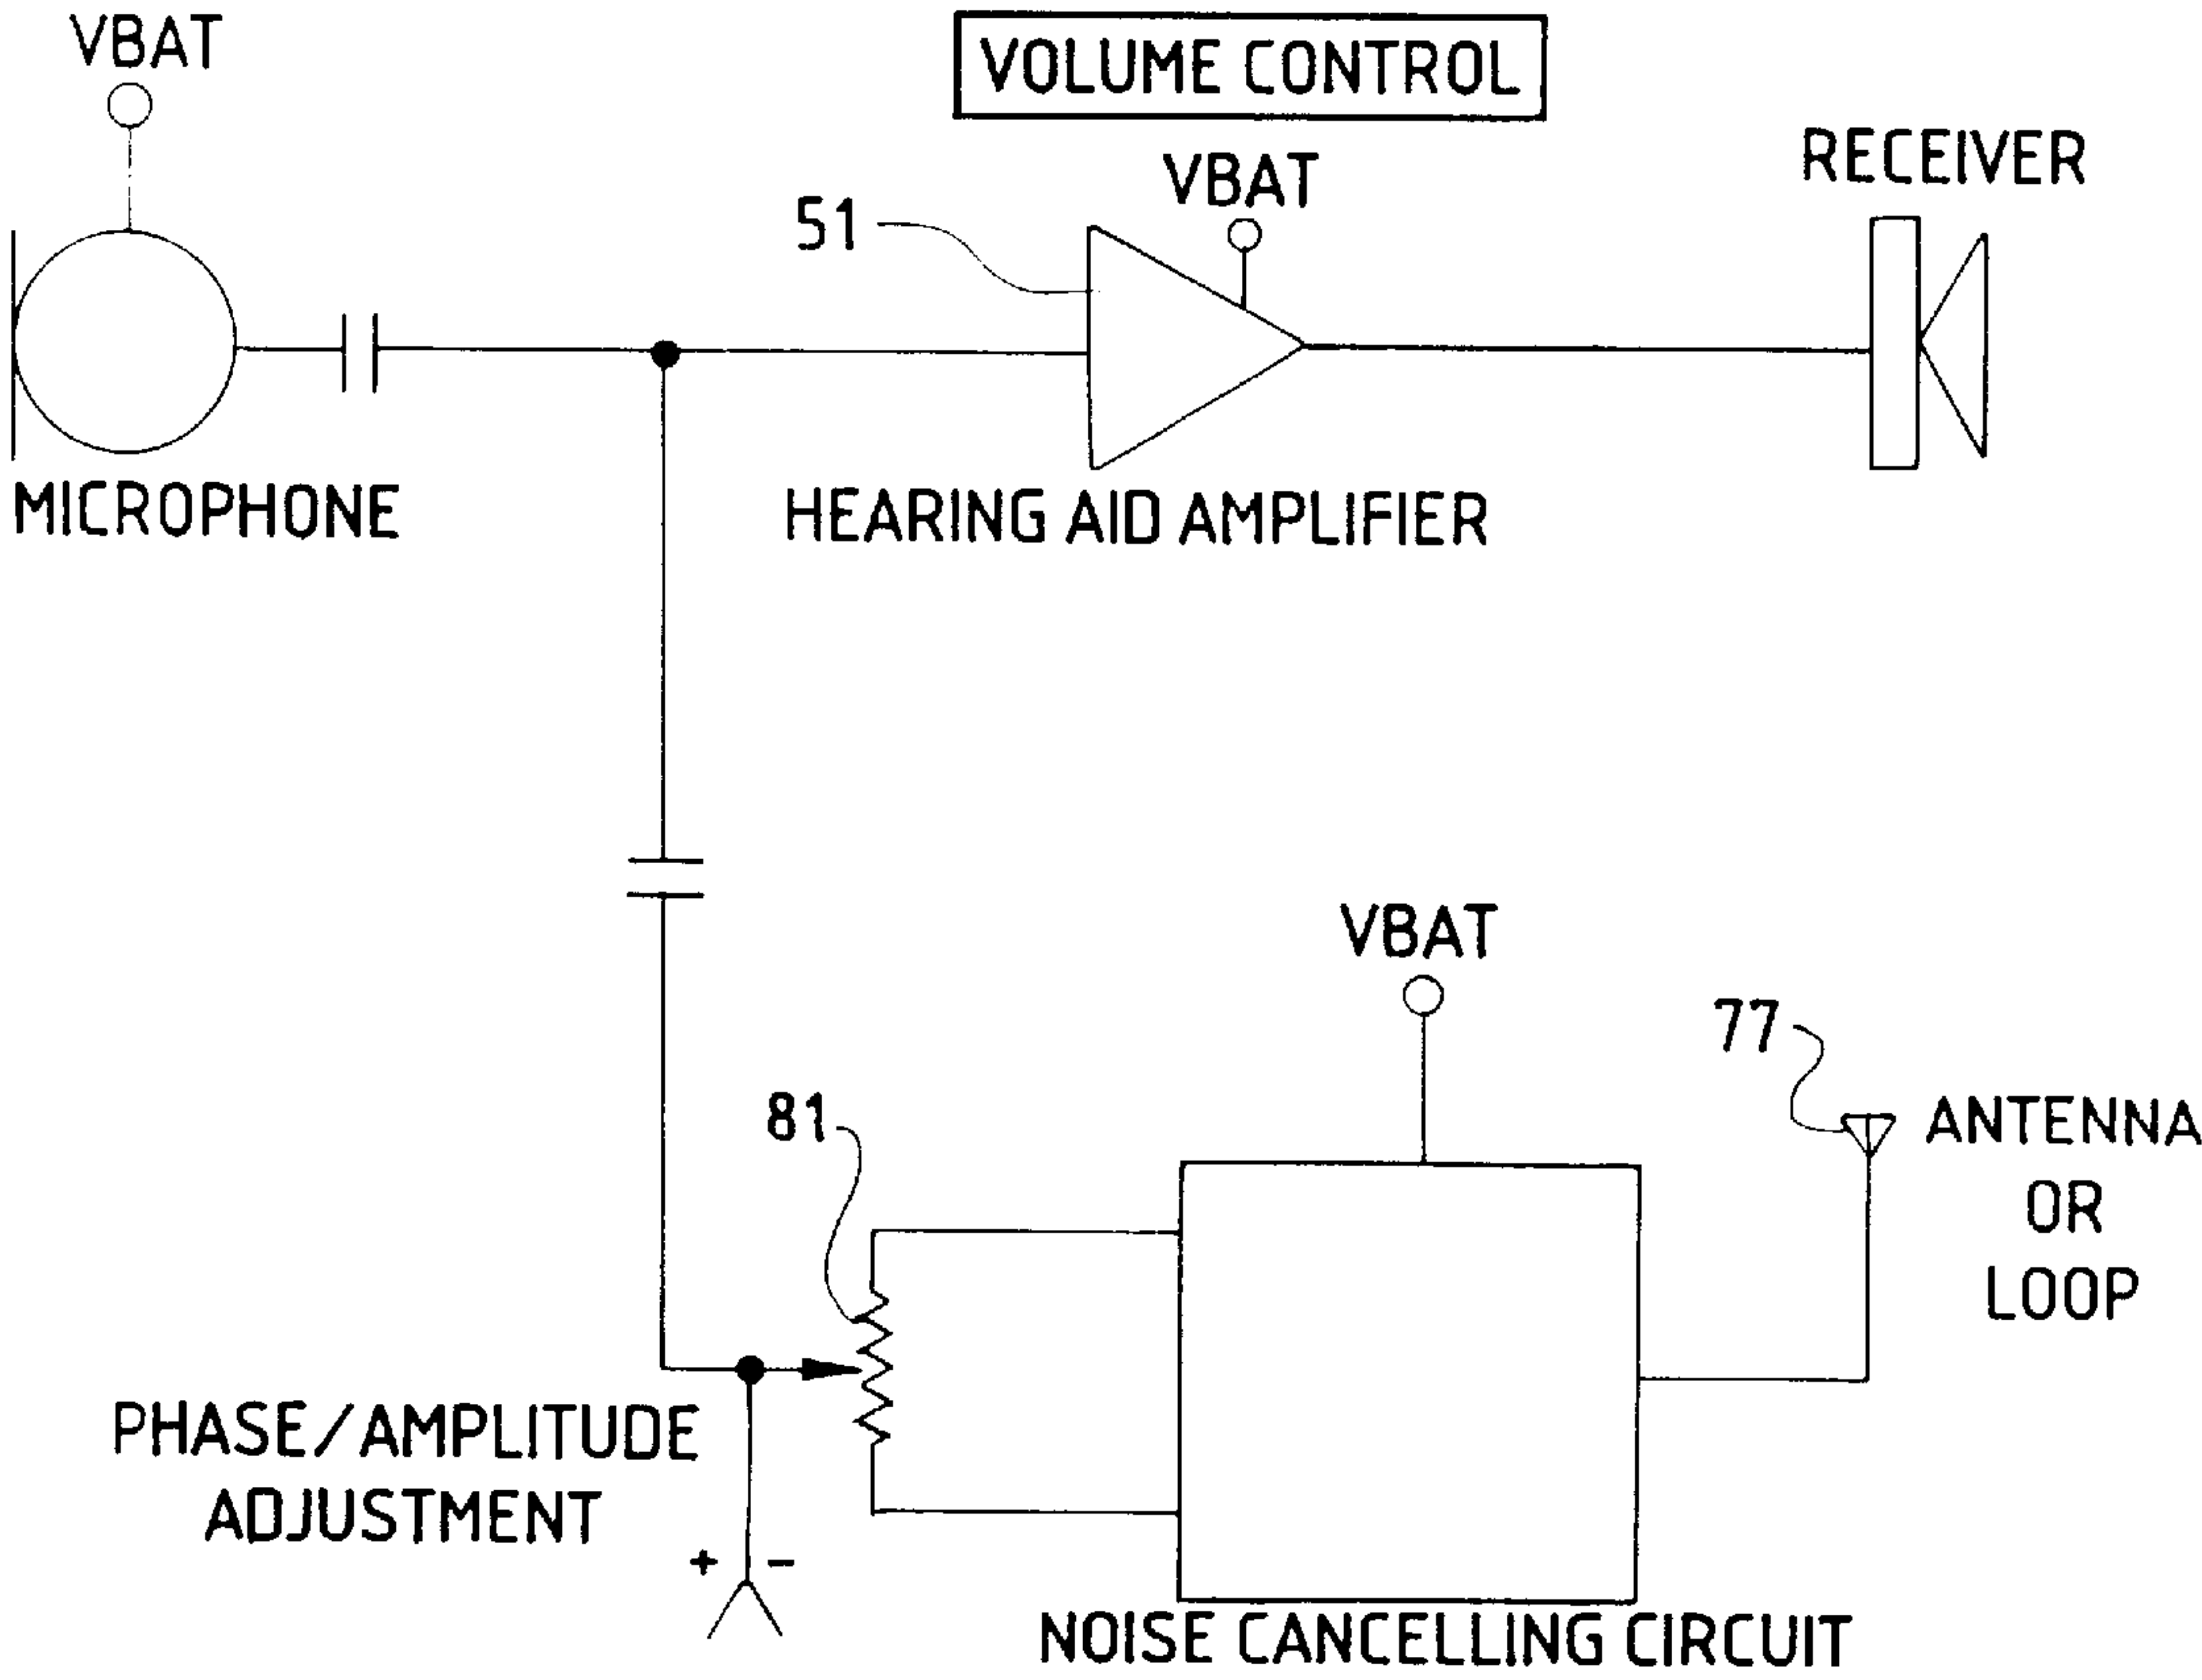 VBAT
VOLUME CONTROL
VBAT
RECEIVER
51
MICROPHONE
HEARING AID AMPLIFIER
VBAT
77
81
ANTENNA
OR
LOOP
PHASE/AMPLITUDE
ADJUSTMENT
+ -
NOISE CANCELLING CIRCUIT